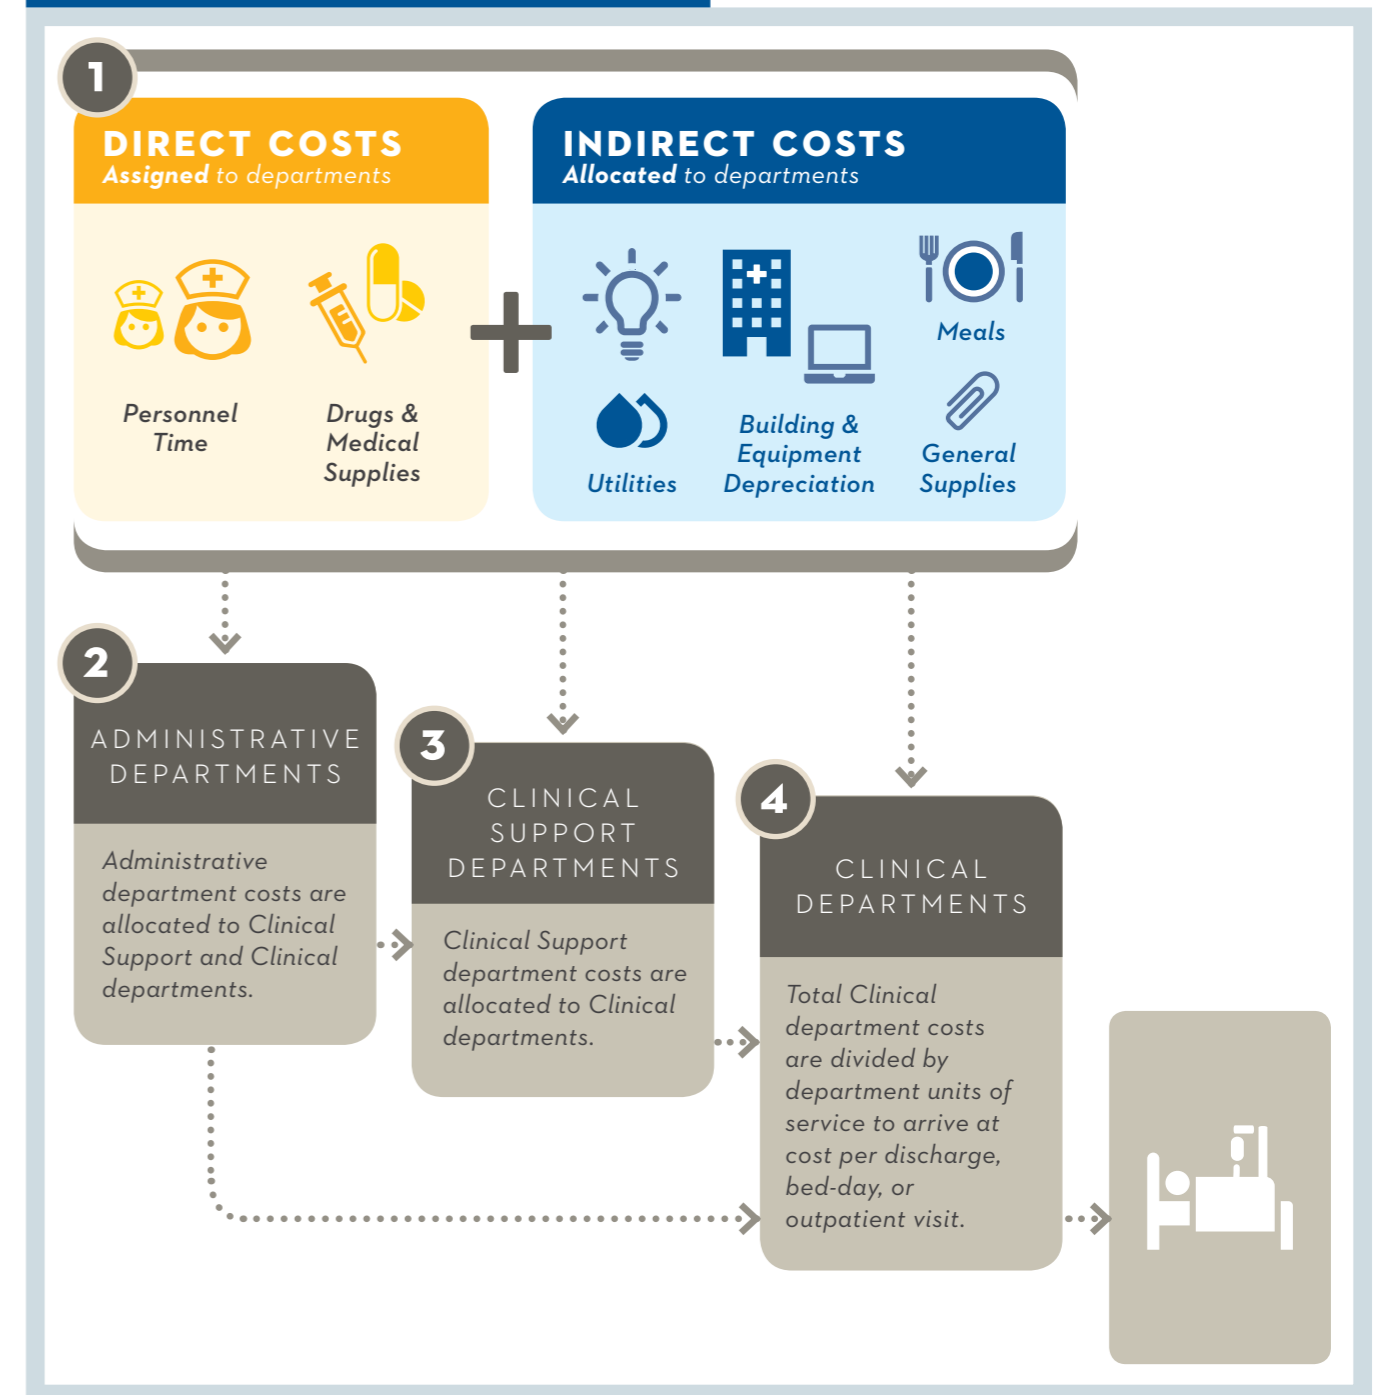 1
DIRECT COSTS
Assigned to departments
INDIRECT COSTS
Allocated to departments
Personnel
Time
Drugs &
Medical
Supplies
Utilities
Building &
Equipment
Depreciation
Meals
General
Supplies
2
ADMINISTRATIVE
DEPARTMENTS
Administrative
department costs are
allocated to Clinical
Support and Clinical
departments.
3
CLINICAL
SUPPORT
DEPARTMENTS
Clinical Support
department costs are
allocated to Clinical
departments.
4
CLINICAL
DEPARTMENTS
Total Clinical
department costs
are divided by
department units of
service to arrive at
cost per discharge,
bed-day, or
outpatient visit.